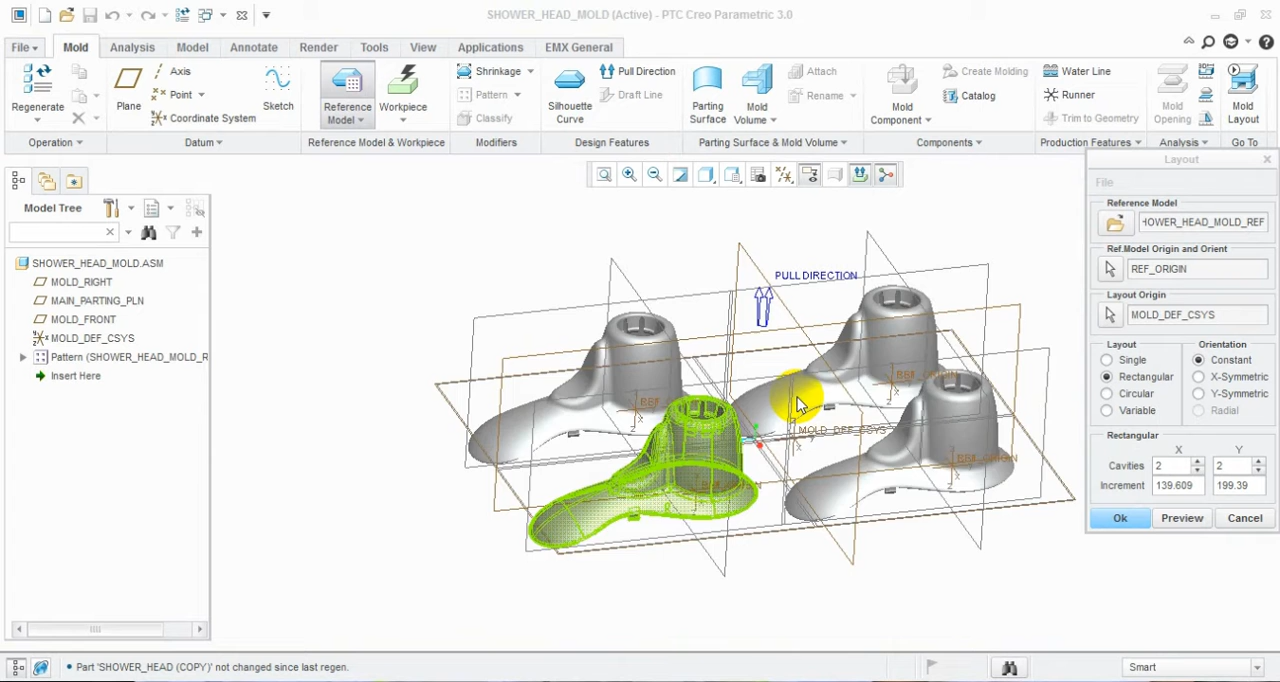 SHOWER_HEAD_MOLD (Active) - PTC Creo Parametric 3.0
File Mold Analysis Model Annotate Render Tools View Applications EMX General
Regenerate
Plane
Axis
Point
Coordinate System
Sketch
Reference Model
Workpiece
Shrinkage
Pattern
Classify
Silhouette Curve
Pull Direction
Draft Line
Parting Surface
Mold Volume
Attach
Rename
Mold Component
Create Molding
Catalog
Water Line
Runner
Trim to Geometry
Mold Opening
Mold Layout
Operation Datum Reference Model & Workpiece Modifiers Design Features Parting Surface & Mold Volume Components Production Features Analysis Go To
Model Tree
SHOWER_HEAD_MOLD.ASM
MOLD_RIGHT
MAIN_PARTING_PLN
MOLD_FRONT
MOLD_DEF_CSYS
Pattern (SHOWER_HEAD_MOLD_R
Insert Here
PULL DIRECTION
MOLD_DEF_CSYS
Layout
File
Reference Model
HOWER_HEAD_MOLD_REF
Ref.Model Origin and Orient
REF_ORIGIN
Layout Origin
MOLD_DEF_CSYS
Layout Orientation
Single Constant
Rectangular X-Symmetric
Circular Y-Symmetric
Variable Radial
Rectangular
X Y
Cavities 2 2
Increment 139.609 199.39
Ok Preview Cancel
Part 'SHOWER_HEAD (COPY)' not changed since last regen.
Smart